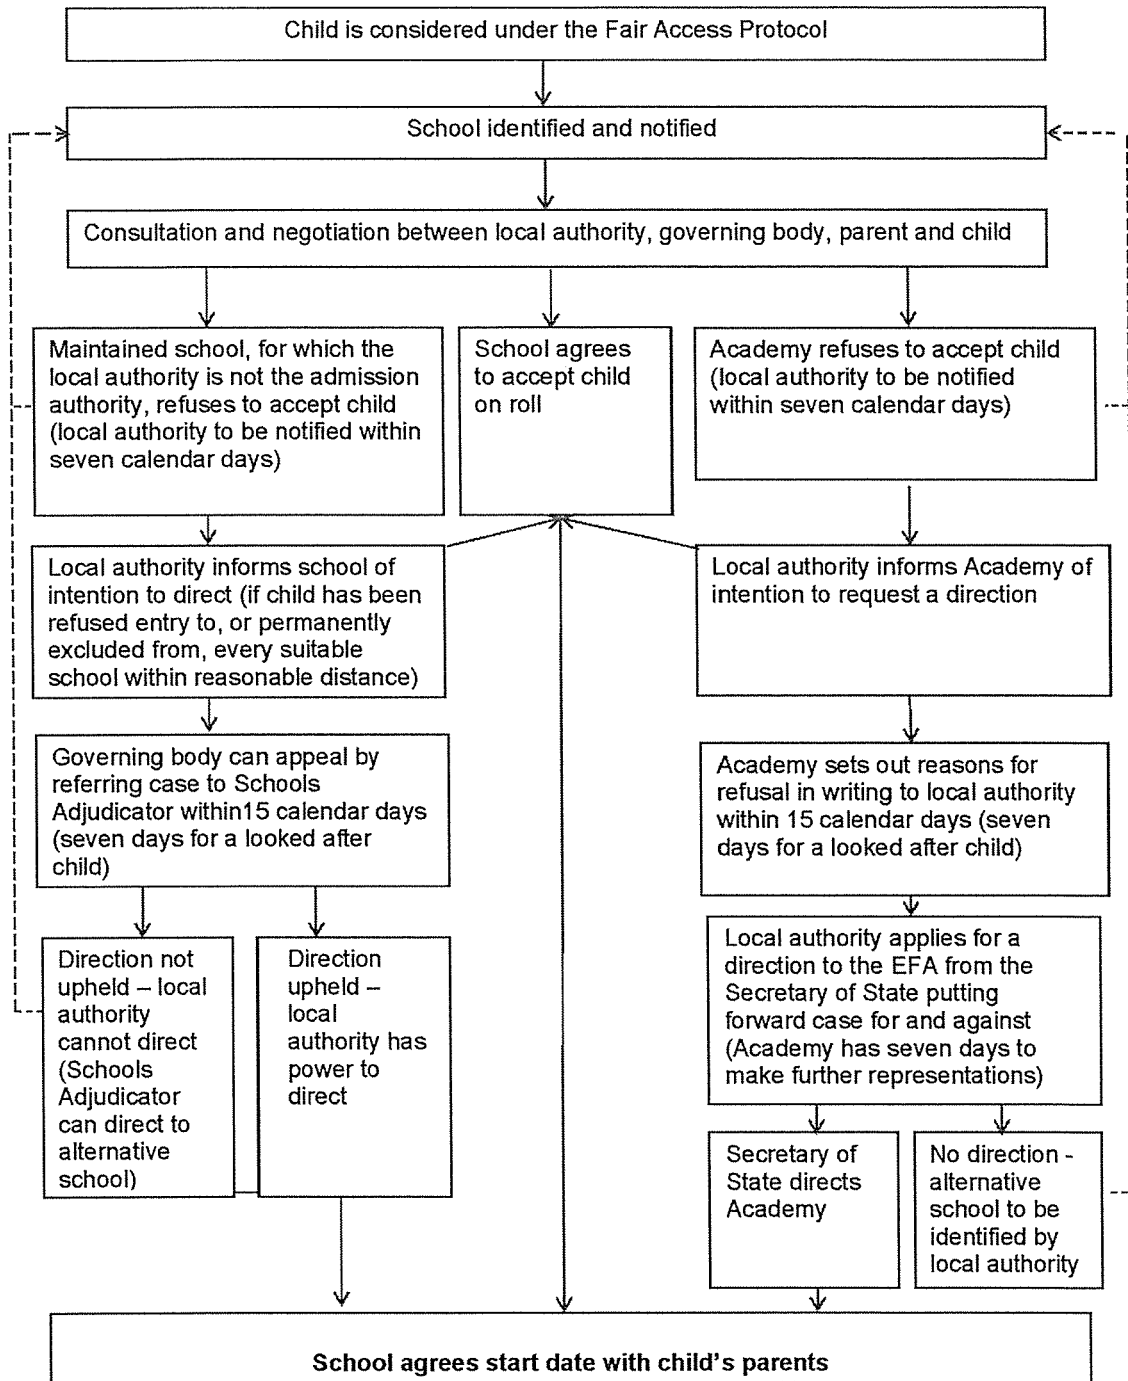 Child is considered under the Fair Access Protocol
School identified and notified
Consultation and negotiation between local authority, governing body, parent and child
Maintained school, for which the
local authority is not the admission
authority, refuses to accept child
(local authority to be notified within
seven calendar days)
School agrees
to accept child
on roll
Academy refuses to accept child
(local authority to be notified
within seven calendar days)
Local authority informs school of
intention to direct (if child has been
refused entry to, or permanently
excluded from, every suitable
school within reasonable distance)
Local authority informs Academy of
intention to request a direction
Governing body can appeal by
referring case to Schools
Adjudicator within15 calendar days
(seven days for a looked after
child)
Academy sets out reasons for
refusal in writing to local authority
within 15 calendar days (seven
days for a looked after child)
Direction not
upheld – local
authority
cannot direct
(Schools
Adjudicator
can direct to
alternative
school)
Direction
upheld –
local
authority has
power to
direct
Local authority applies for a
direction to the EFA from the
Secretary of State putting
forward case for and against
(Academy has seven days to
make further representations)
Secretary of
State directs
Academy
No direction -
alternative
school to be
identified by
local authority
School agrees start date with child's parents